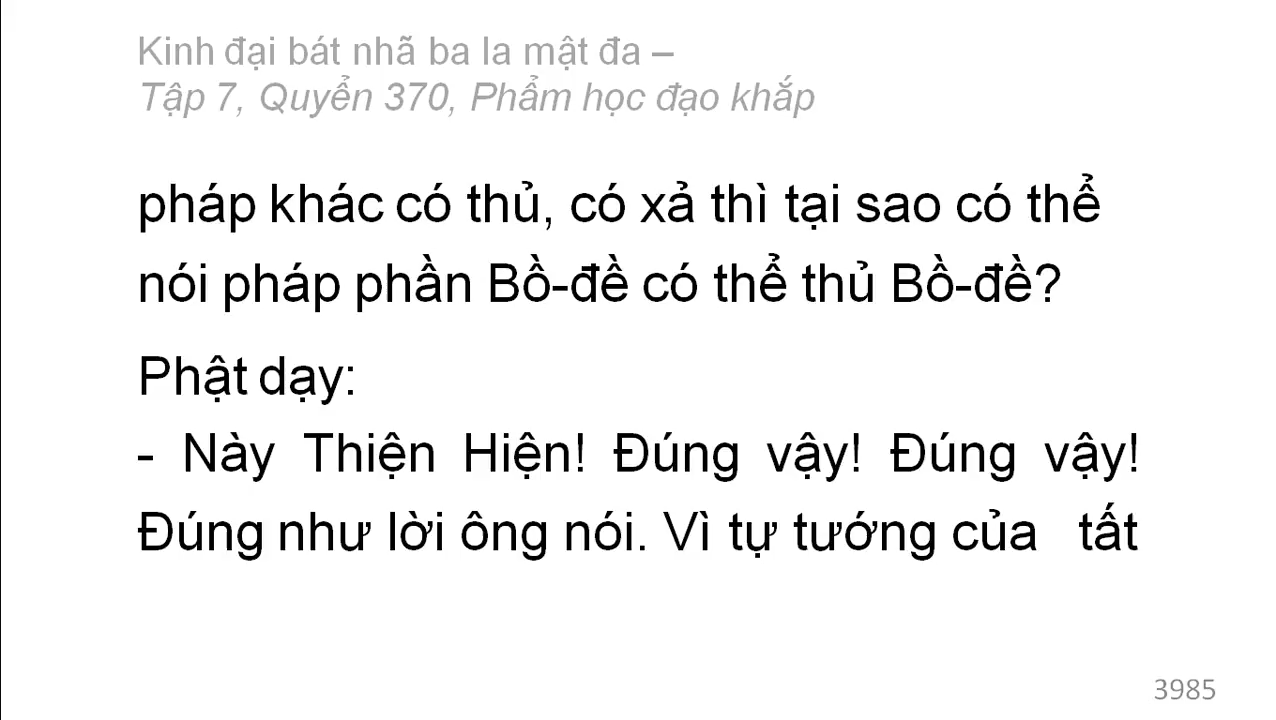 Kinh đại bát nhã ba la mật đa –
Tập 7, Quyển 370, Phẩm học đạo khắp
pháp khác có thủ, có xả thì tại sao có thể
nói pháp phần Bồ-đề có thể thủ Bồ-đề?
Phật dạy:
- Này Thiện Hiện! Đúng vậy! Đúng vậy!
Đúng như lời ông nói. Vì tự tướng của tất
3985